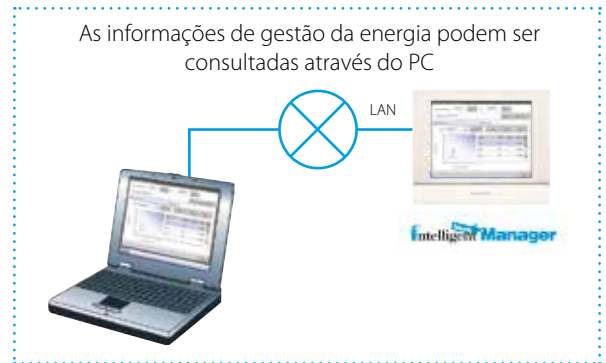 As informações de gestão da energia podem ser
consultadas através do PC
LAN
intelligent Manager